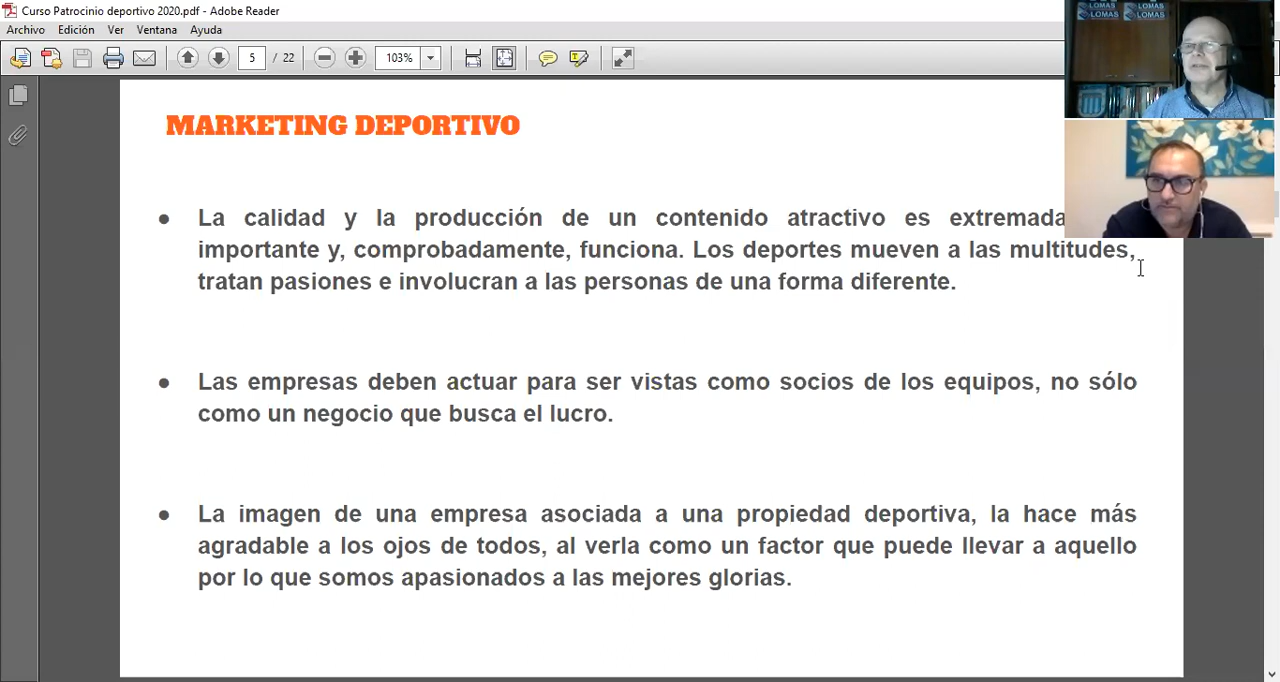 Curso Patrocinio deportivo 2020.pdf - Adobe Reader
Archivo Edición Ver Ventana Ayuda
5 / 22 103%
LOMAS LOMAS
LOMAS LOMAS
MARKETING DEPORTIVO
● La calidad y la producción de un contenido atractivo es extremada
importante y, comprobadamente, funciona. Los deportes mueven a las multitudes,
tratan pasiones e involucran a las personas de una forma diferente.
● Las empresas deben actuar para ser vistas como socios de los equipos, no sólo
como un negocio que busca el lucro.
● La imagen de una empresa asociada a una propiedad deportiva, la hace más
agradable a los ojos de todos, al verla como un factor que puede llevar a aquello
por lo que somos apasionados a las mejores glorias.